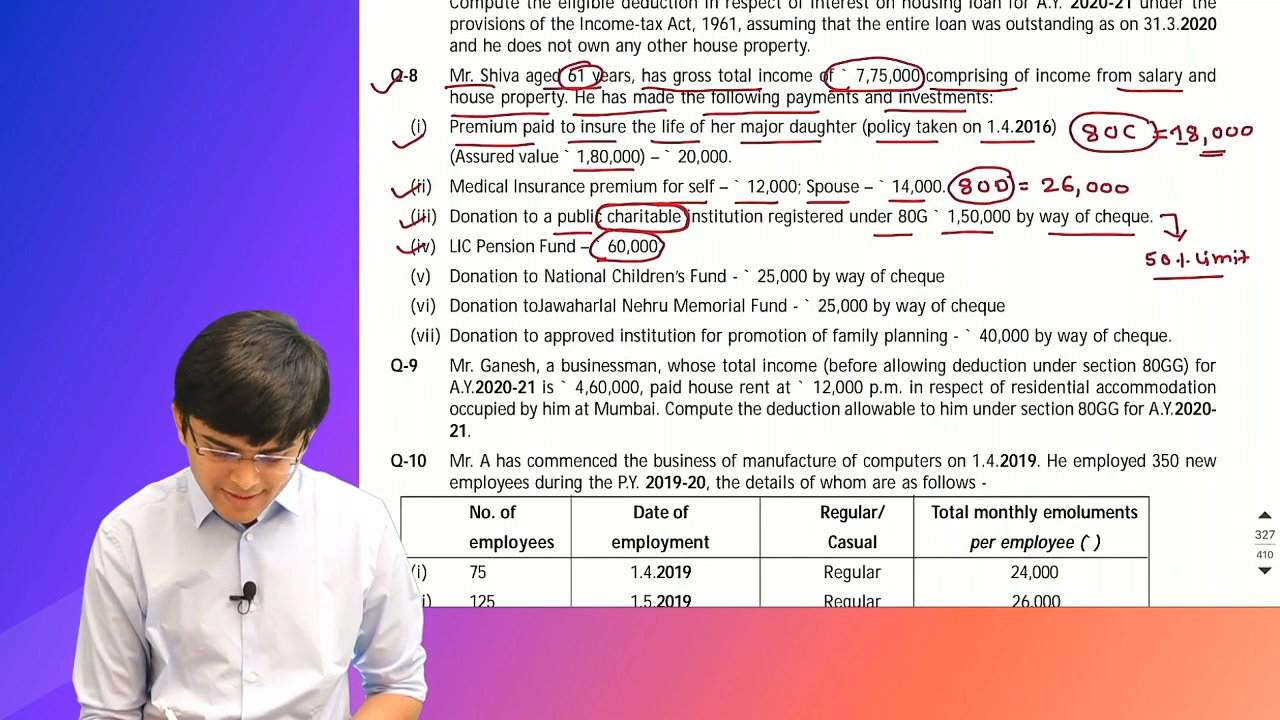 Compute the eligible deduction in respect of interest on housing loan for A.Y. 2020-21 under the
provisions of the Income-tax Act, 1961, assuming that the entire loan was outstanding as on 31.3.2020
and he does not own any other house property.
Q-8 Mr. Shiva aged 61 years, has gross total income of ` 7,75,000 comprising of income from salary and
house property. He has made the following payments and investments:
(i) Premium paid to insure the life of her major daughter (policy taken on 1.4.2016) 80C = 18,000
(Assured value ` 1,80,000) – ` 20,000.
(ii) Medical Insurance premium for self – ` 12,000; Spouse – ` 14,000. 80D = 26,000
(iii) Donation to a public charitable institution registered under 80G ` 1,50,000 by way of cheque.
50% Limit
(iv) LIC Pension Fund – ` 60,000
(v) Donation to National Children's Fund - ` 25,000 by way of cheque
(vi) Donation toJawaharlal Nehru Memorial Fund - ` 25,000 by way of cheque
(vii) Donation to approved institution for promotion of family planning - ` 40,000 by way of cheque.
Q-9 Mr. Ganesh, a businessman, whose total income (before allowing deduction under section 80GG) for
A.Y.2020-21 is ` 4,60,000, paid house rent at ` 12,000 p.m. in respect of residential accommodation
occupied by him at Mumbai. Compute the deduction allowable to him under section 80GG for A.Y.2020-
21.
Q-10 Mr. A has commenced the business of manufacture of computers on 1.4.2019. He employed 350 new
employees during the P.Y. 2019-20, the details of whom are as follows -
No. of employees Date of employment Regular/ Casual Total monthly emoluments per employee (`)
(i) 75 1.4.2019 Regular 24,000
i) 125 1.5.2019 Regular 26,000
327
410